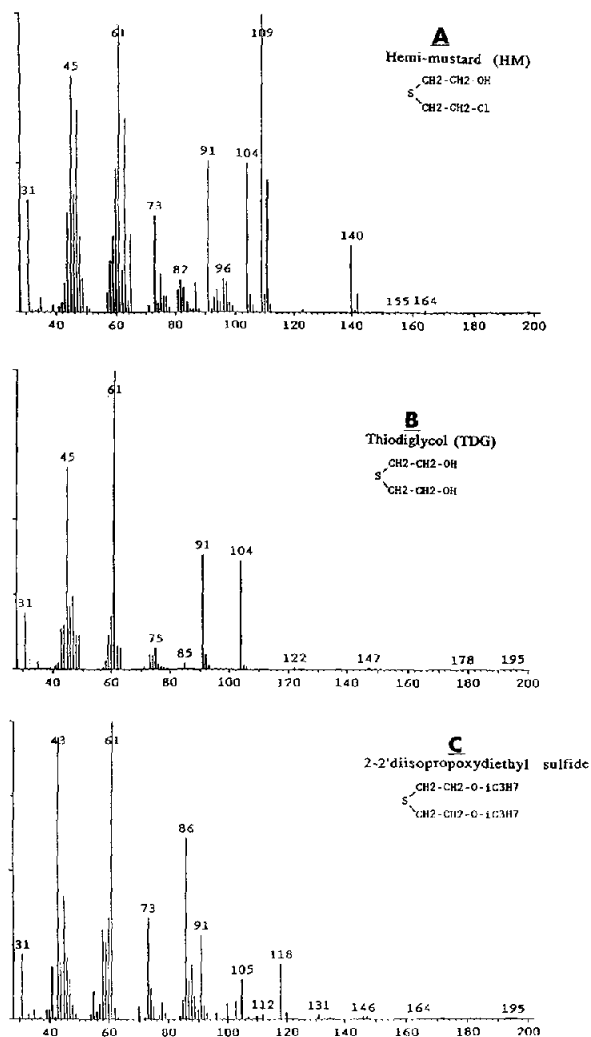 A
Hemi-mustard (HM)
CH2-CH2-OH
S
CH2-CH2-Cl
31
45
61
73
82
91
96
104
109
140
155 164
40 60 80 100 120 140 160 180 200
B
Thiodiglycol (TDG)
CH2-CH2-OH
S
CH2-CH2-OH
31
45
61
75
85
91
104
122
147
178
195
40 60 80 100 120 140 160 180 200
C
2-2'diisopropoxydiethyl sulfide
CH2-CH2-O-iC3H7
S
CH2-CH2-O-iC3H7
31
43
61
73
86
91
105
112
118
131
146
164
195
40 60 80 100 120 140 160 180 200